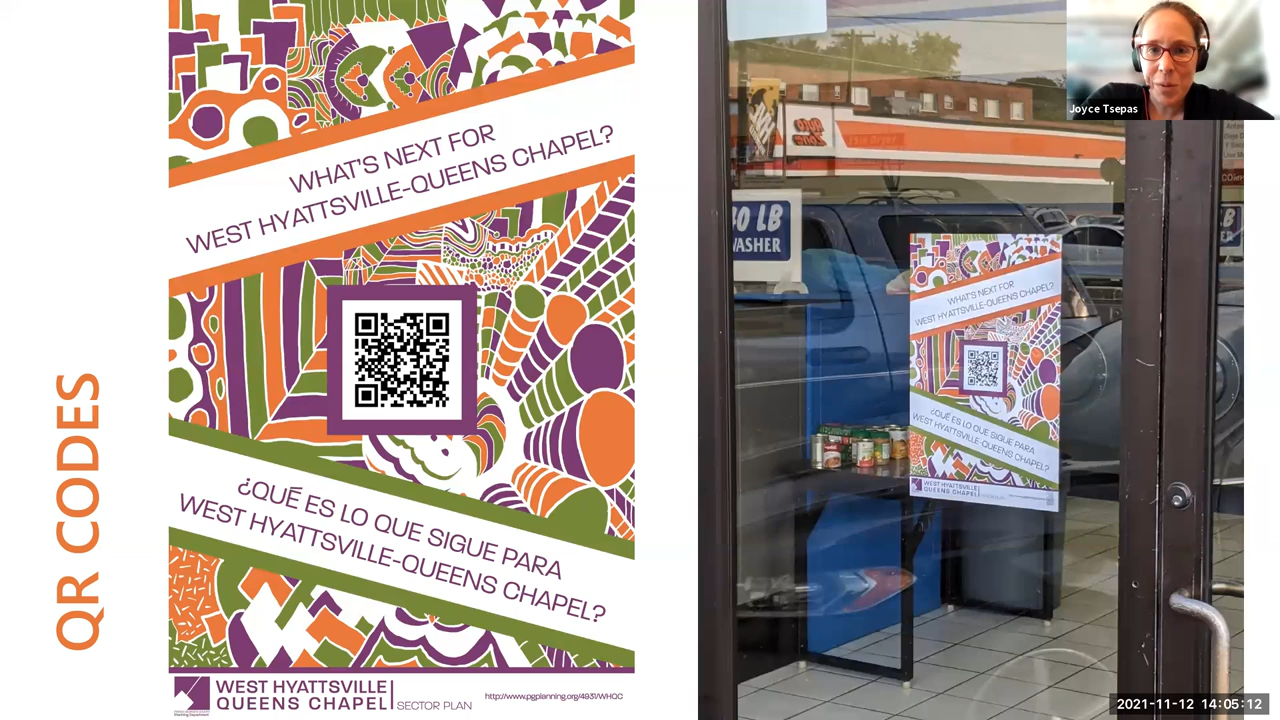 QR CODES
WHAT'S NEXT FOR
WEST HYATTSVILLE-QUEENS CHAPEL?
¿QUÉ ES LO QUE SIGUE PARA
WEST HYATTSVILLE-QUEENS CHAPEL?
WEST HYATTSVILLE
QUEENS CHAPEL
SECTOR PLAN
http://www.pgplanning.org/4931/WHQC
Auto
Zone
LB
WASHER
WHAT'S NEXT FOR
WEST HYATTSVILLE-QUEENS CHAPEL?
¿QUÉ ES LO QUE SIGUE PARA
WEST HYATTSVILLE-QUEENS CHAPEL?
WEST HYATTSVILLE
QUEENS CHAPEL
Joyce Tsepas
2021-11-12 14:05:12